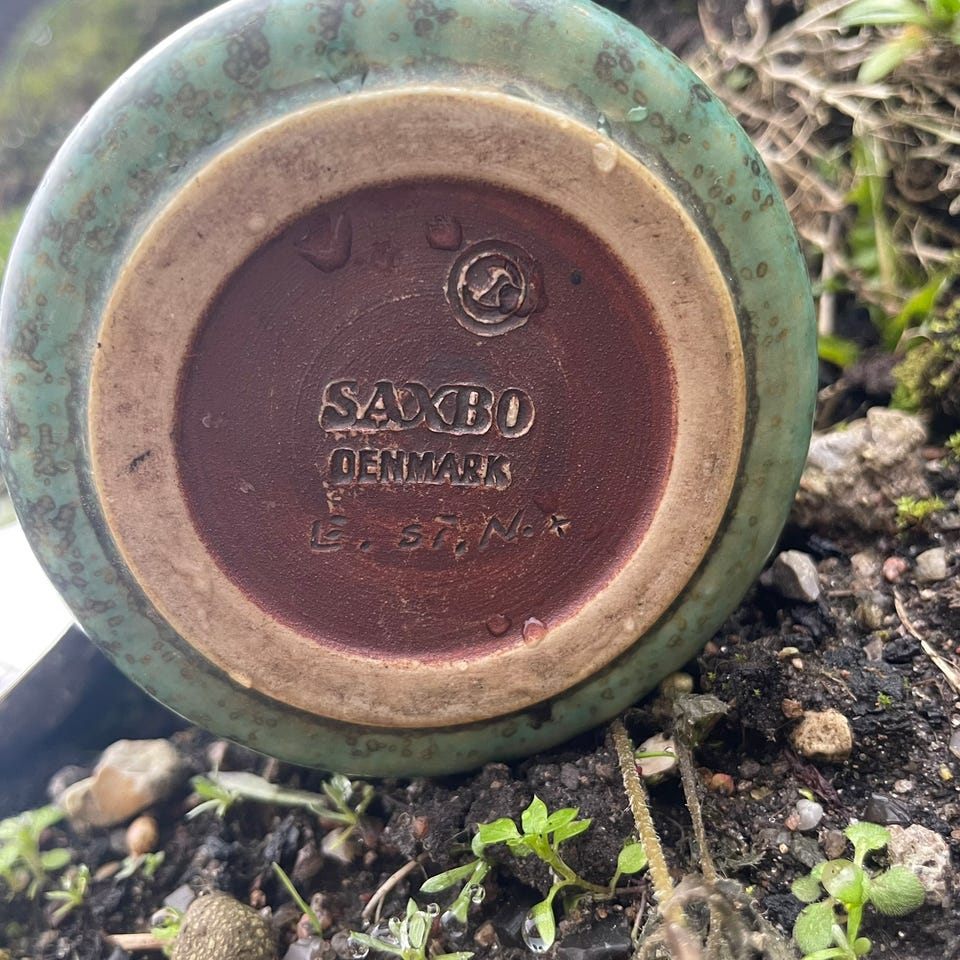 SAXBO
DENMARK
E. ST. N. x